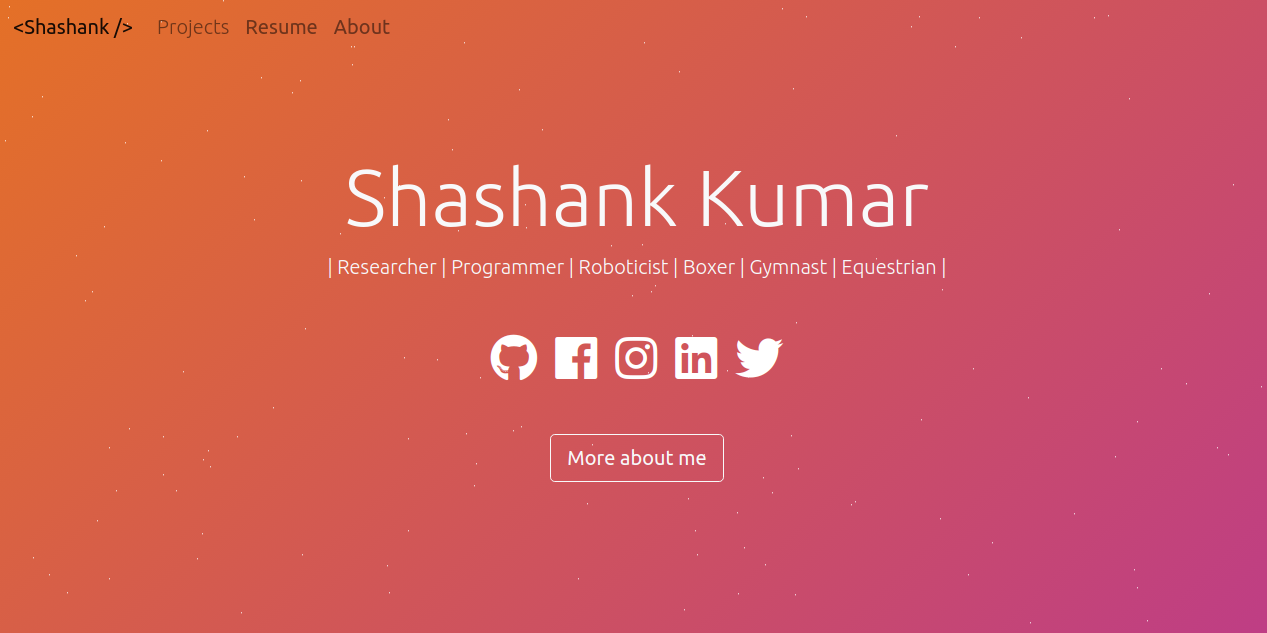 <Shashank /> Projects Resume About
Shashank Kumar
| Researcher | Programmer | Roboticist | Boxer | Gymnast | Equestrian |
More about me